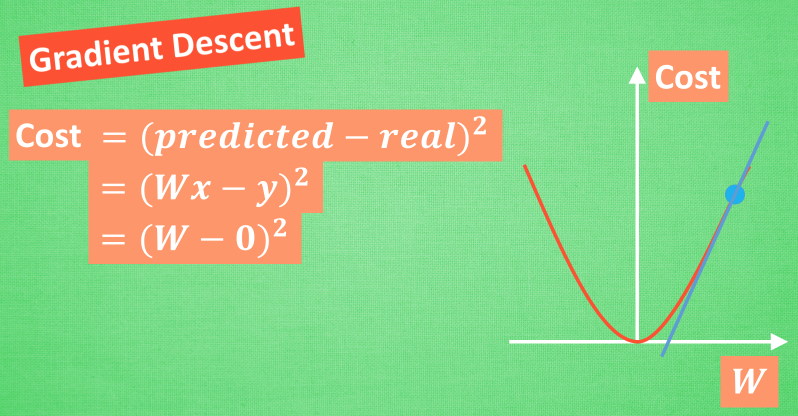 Gradient Descent
Cost
Cost = (predicted − real)²
= (Wx − y)²
= (W − 0)²
W